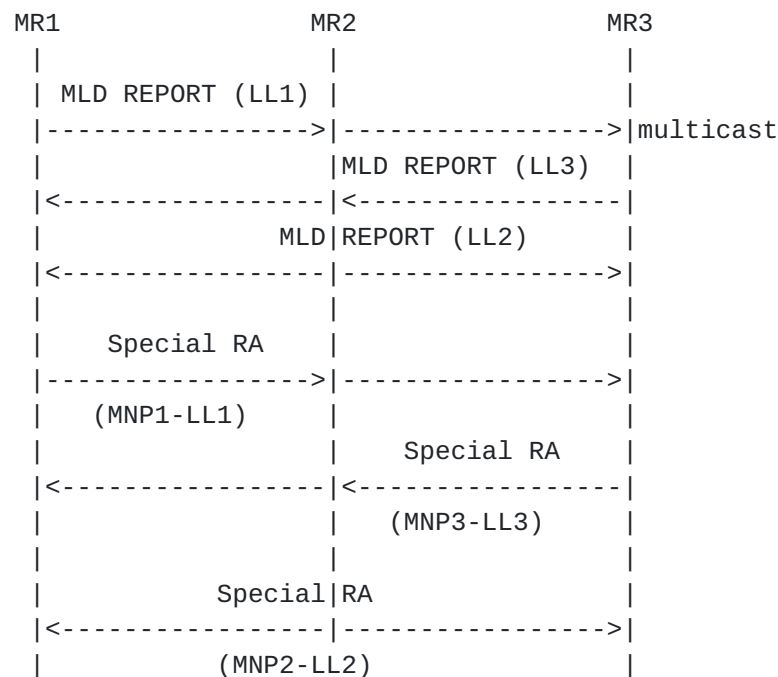 MR1 MR2 MR3
| | |
| MLD REPORT (LL1) | |
|----------------->|----------------->|multicast
| |MLD REPORT (LL3) |
|<-----------------|<-----------------|
| MLD|REPORT (LL2) |
|<-----------------|----------------->|
| | |
| Special RA | |
|----------------->|----------------->|
| (MNP1-LL1) | |
| | Special RA |
|<-----------------|<-----------------|
| | (MNP3-LL3) |
| | |
| Special|RA |
|<-----------------|----------------->|
| (MNP2-LL2) |